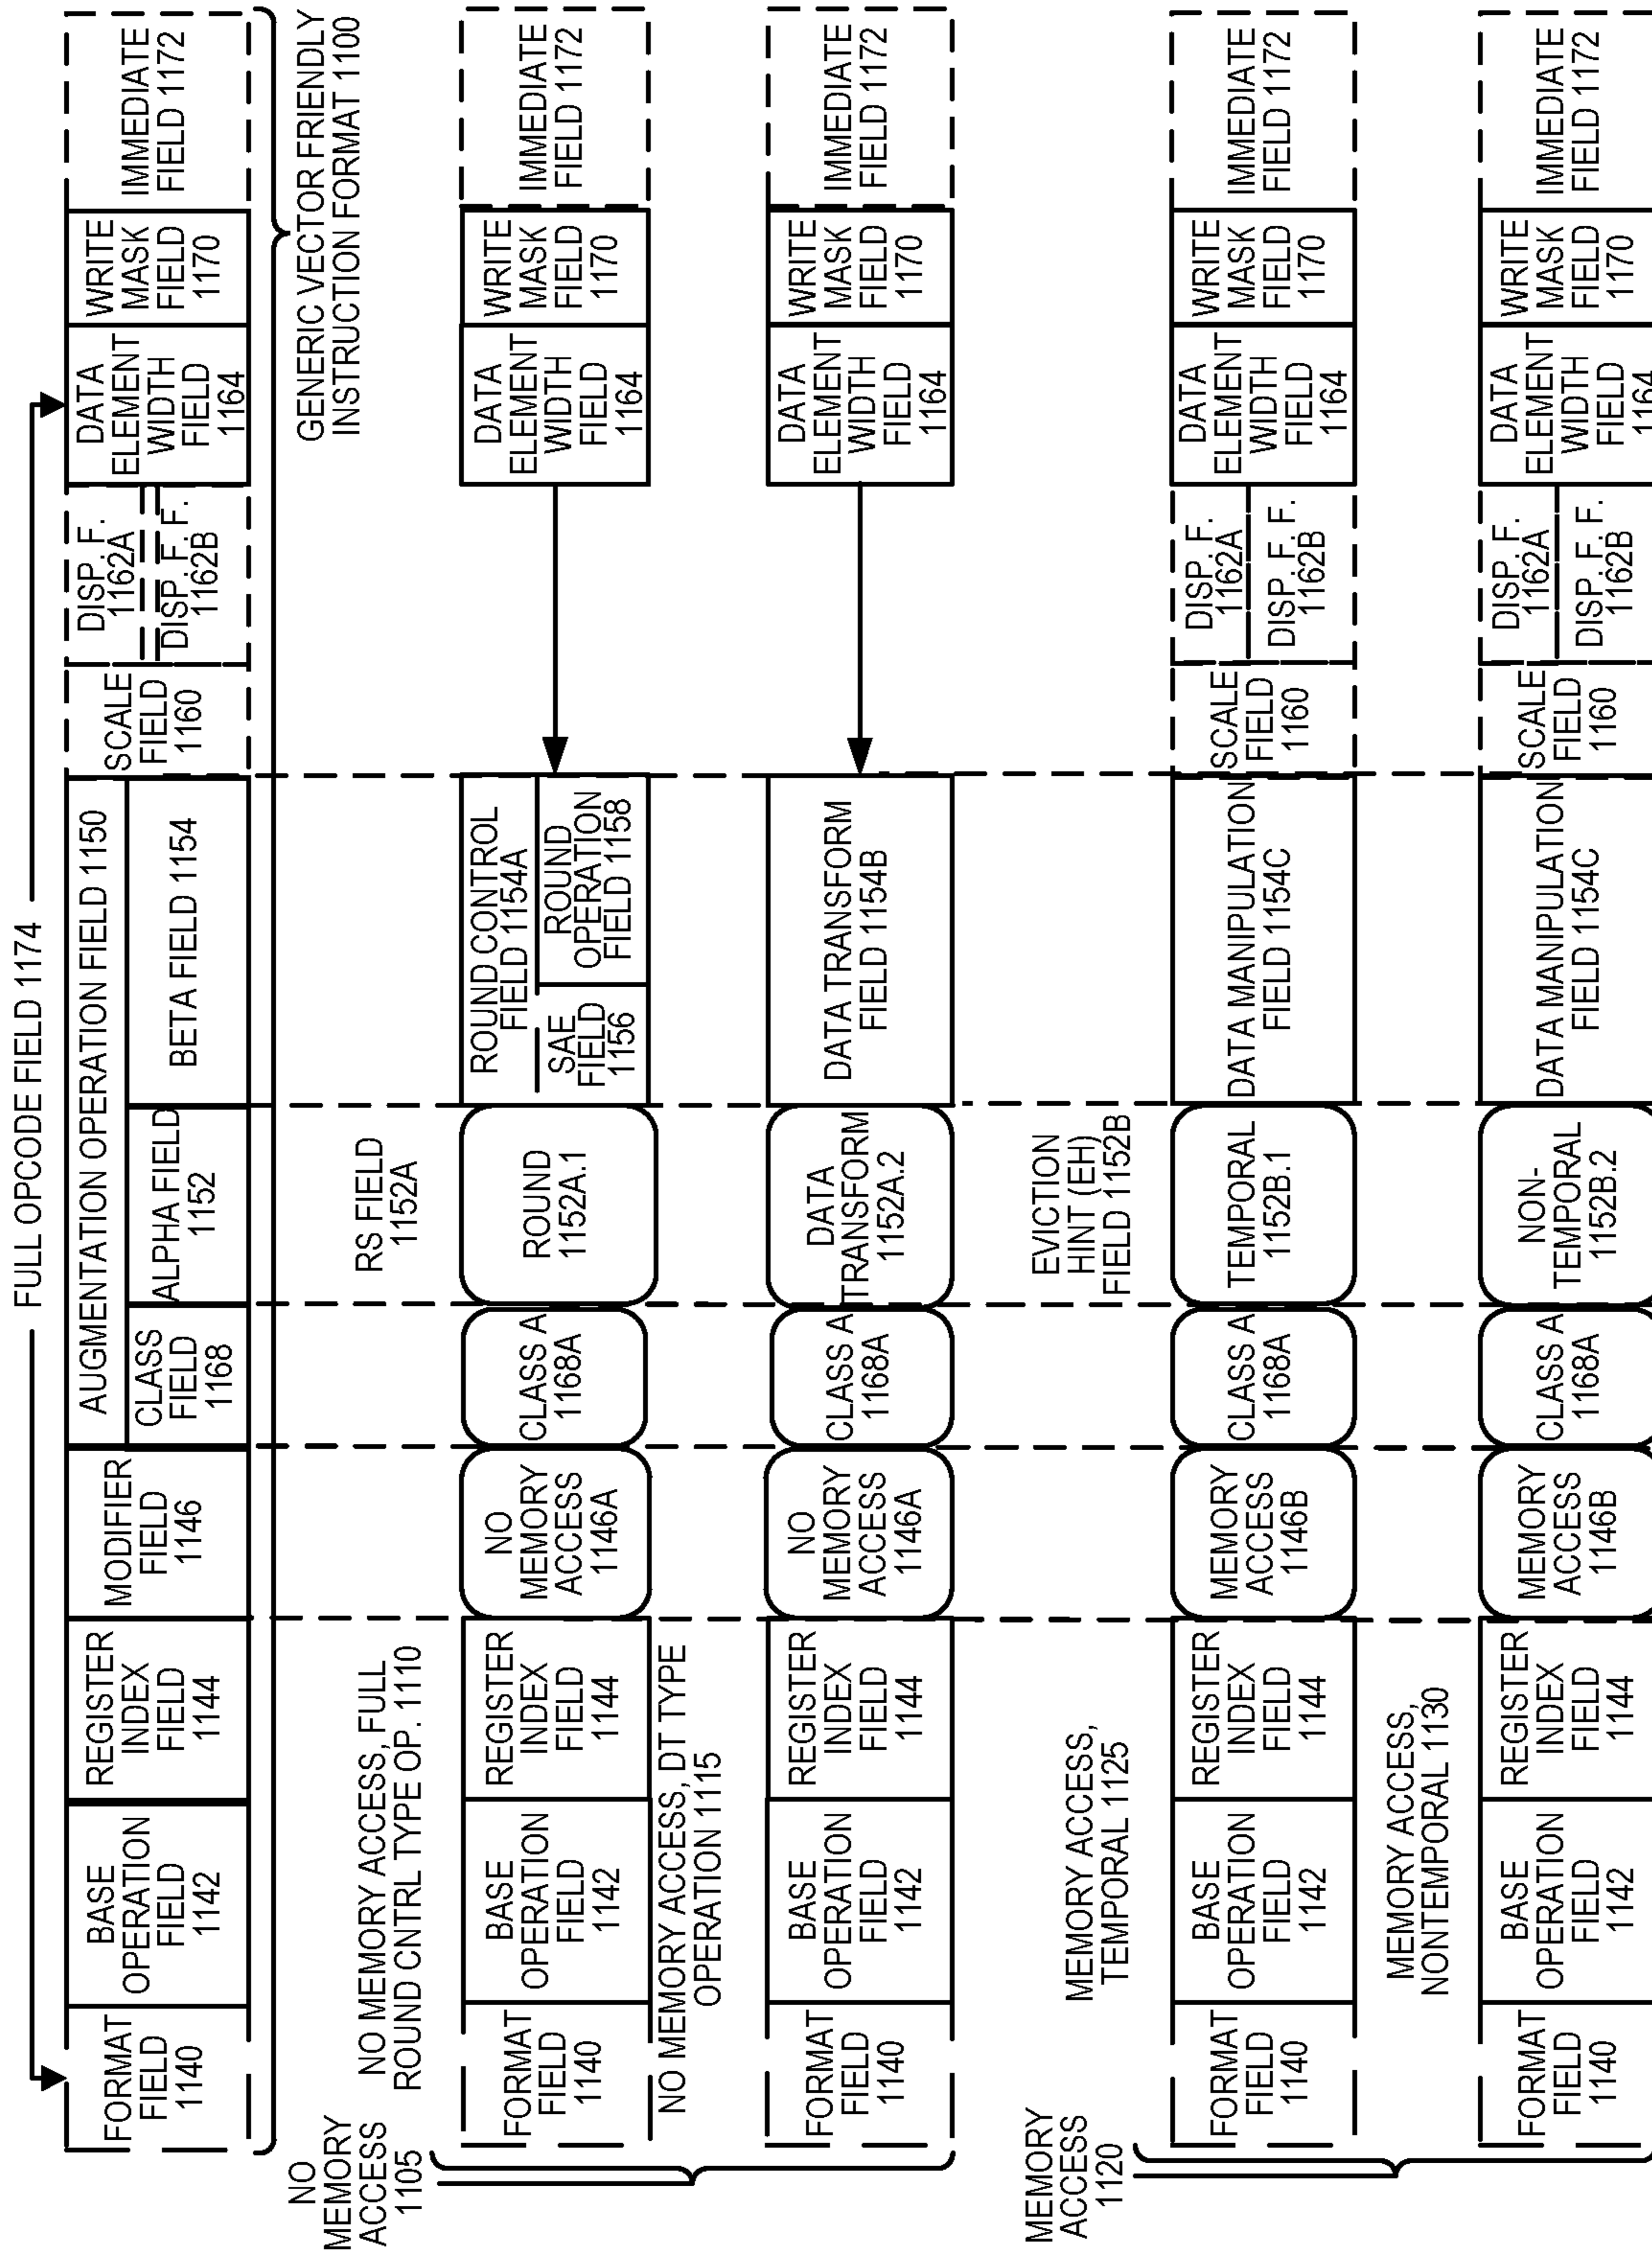 FULL OPCODE FIELD 1174
FORMAT
FIELD
1140
BASE
OPERATION
FIELD
1142
REGISTER
INDEX
FIELD
1144
MODIFIER
FIELD
1146
AUGMENTATION OPERATION FIELD 1150
CLASS
FIELD
1168
ALPHA FIELD
1152
BETA FIELD 1154
SCALE
FIELD
1160
DISP. F.
1162A
DISP. F. F.
1162B
DATA
ELEMENT
WIDTH
FIELD
1164
WRITE
MASK
FIELD
1170
IMMEDIATE
FIELD 1172
GENERIC VECTOR FRIENDLY
INSTRUCTION FORMAT 1100
NO
MEMORY
ACCESS
1105
NO MEMORY ACCESS, FULL
ROUND CNTRL TYPE OP. 1110
RS FIELD
1152A
FORMAT
FIELD
1140
BASE
OPERATION
FIELD
1142
REGISTER
INDEX
FIELD
1144
NO
MEMORY
ACCESS
1146A
CLASS A
1168A
ROUND
1152A.1
ROUND CONTROL
FIELD 1154A
SAE
FIELD
1156
ROUND
OPERATION
FIELD 1158
DATA
ELEMENT
WIDTH
FIELD
1164
WRITE
MASK
FIELD
1170
IMMEDIATE
FIELD 1172
NO MEMORY ACCESS, DT TYPE
OPERATION 1115
FORMAT
FIELD
1140
BASE
OPERATION
FIELD
1142
REGISTER
INDEX
FIELD
1144
NO
MEMORY
ACCESS
1146A
CLASS A
1168A
DATA
TRANSFORM
1152A.2
DATA TRANSFORM
FIELD 1154B
DATA
ELEMENT
WIDTH
FIELD
1164
WRITE
MASK
FIELD
1170
IMMEDIATE
FIELD 1172
MEMORY
ACCESS
1120
MEMORY ACCESS,
TEMPORAL 1125
EVICTION
HINT (EH)
FIELD 1152B
FORMAT
FIELD
1140
BASE
OPERATION
FIELD
1142
REGISTER
INDEX
FIELD
1144
MEMORY
ACCESS
1146B
CLASS A
1168A
TEMPORAL
1152B.1
DATA MANIPULATION
FIELD 1154C
SCALE
FIELD
1160
DISP. F.
1162A
DISP. F. F.
1162B
DATA
ELEMENT
WIDTH
FIELD
1164
WRITE
MASK
FIELD
1170
IMMEDIATE
FIELD 1172
MEMORY ACCESS,
NONTEMPORAL 1130
FORMAT
FIELD
1140
BASE
OPERATION
FIELD
1142
REGISTER
INDEX
FIELD
1144
MEMORY
ACCESS
1146B
CLASS A
1168A
NON-
TEMPORAL
1152B.2
DATA MANIPULATION
FIELD 1154C
SCALE
FIELD
1160
DISP. F.
1162A
DISP. F. F.
1162B
DATA
ELEMENT
WIDTH
FIELD
1164
WRITE
MASK
FIELD
1170
IMMEDIATE
FIELD 1172